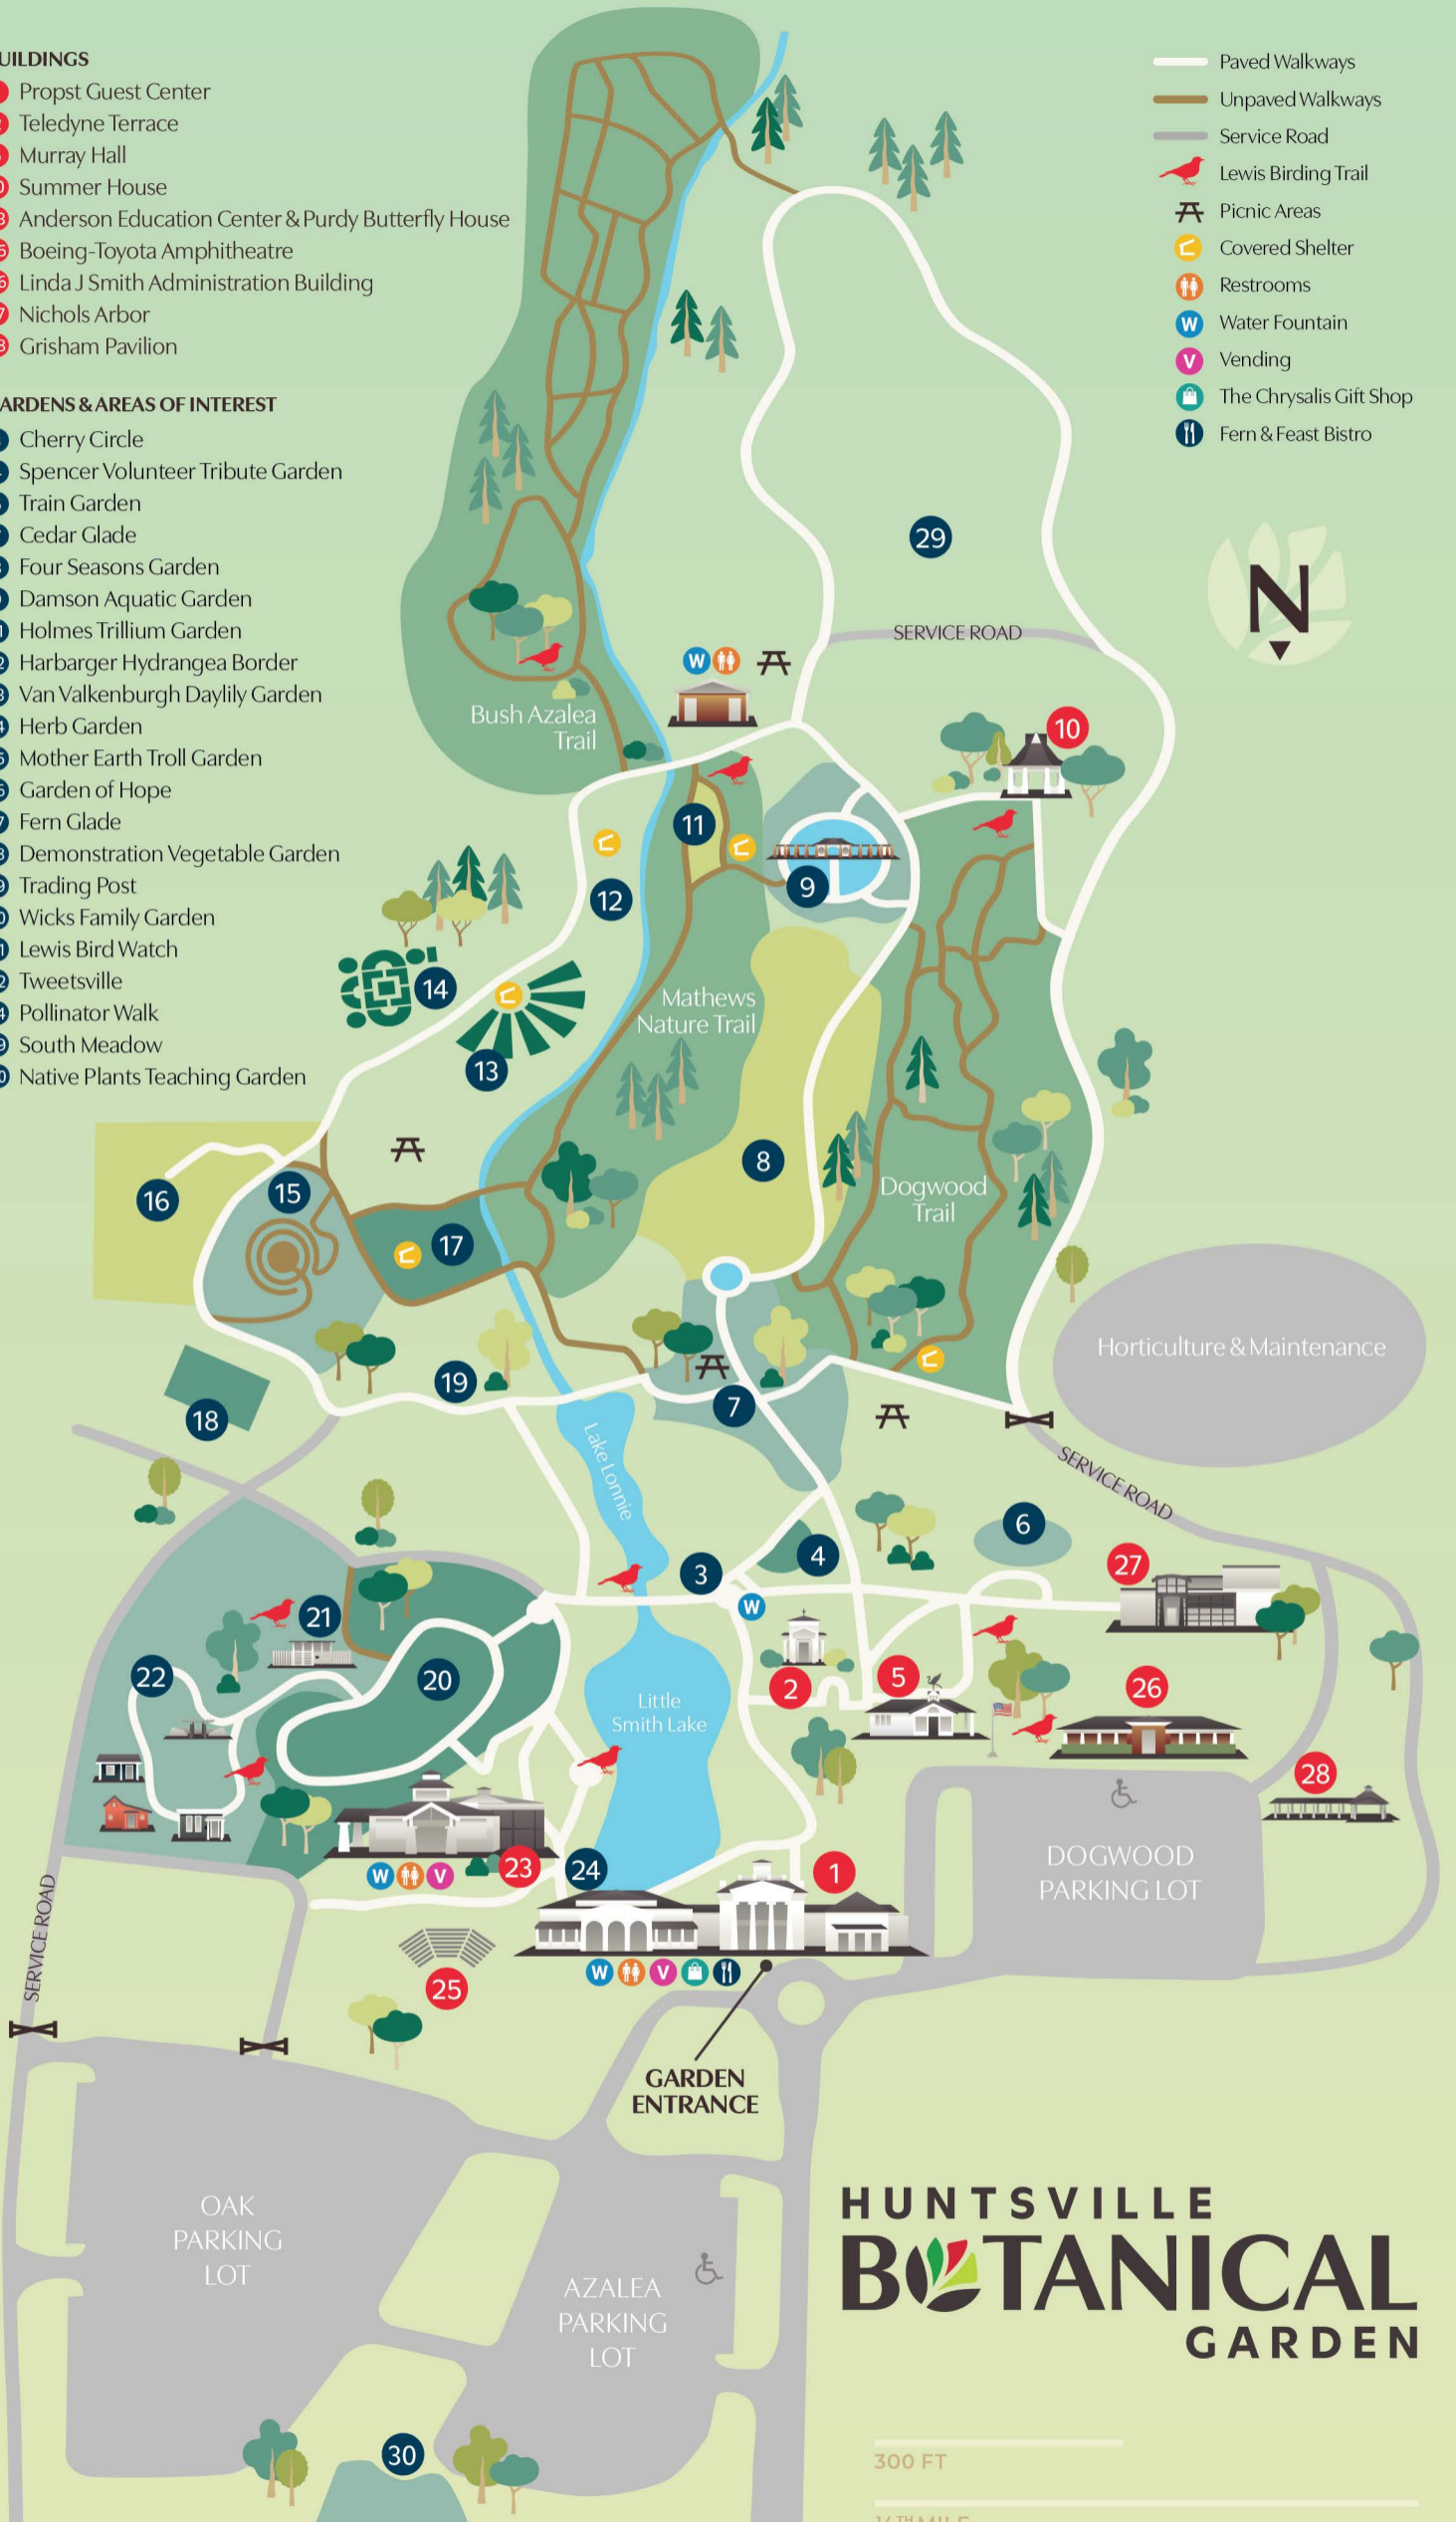 UILDINGS
Propst Guest Center
Teledyne Terrace
Murray Hall
Summer House
Anderson Education Center & Purdy Butterfly House
Boeing-Toyota Amphitheatre
Linda J Smith Administration Building
Nichols Arbor
Grisham Pavilion
ARDENS & AREAS OF INTEREST
Cherry Circle
Spencer Volunteer Tribute Garden
Train Garden
Cedar Glade
Four Seasons Garden
Damson Aquatic Garden
Holmes Trillium Garden
Harbarger Hydrangea Border
Van Valkenburgh Daylily Garden
Herb Garden
Mother Earth Troll Garden
Garden of Hope
Fern Glade
Demonstration Vegetable Garden
Trading Post
Wicks Family Garden
Lewis Bird Watch
Tweetsville
Pollinator Walk
South Meadow
Native Plants Teaching Garden
Paved Walkways
Unpaved Walkways
Service Road
Lewis Birding Trail
Picnic Areas
Covered Shelter
Restrooms
W Water Fountain
V Vending
The Chrysalis Gift Shop
Fern & Feast Bistro
N
29
SERVICE ROAD
W
Bush Azalea
Trail
10
11
9
12
14
13
Mathews
Nature Trail
8
Dogwood
Trail
16
15
17
Horticulture & Maintenance
19
18
7
Lake Lonnie
SERVICE ROAD
6
4
3
27
W
21
22
20
2
5
26
Little
Smith Lake
28
W V
23
24
1
DOGWOOD
PARKING LOT
SERVICE ROAD
25
W V
GARDEN
ENTRANCE
OAK
PARKING
LOT
AZALEA
PARKING
LOT
HUNTSVILLE
BOTANICAL
GARDEN
30
300 FT